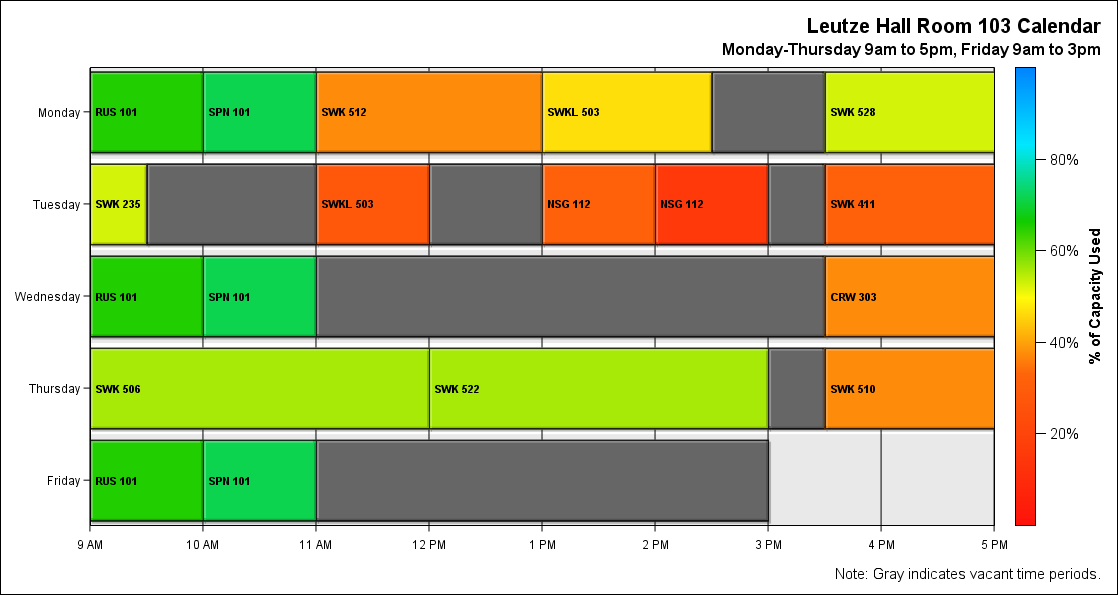 Leutze Hall Room 103 Calendar
Monday-Thursday 9am to 5pm, Friday 9am to 3pm
Monday
RUS 101
SPN 101
SWK 512
SWKL 503
SWK 528
Tuesday
SWK 235
SWKL 503
NSG 112
NSG 112
SWK 411
Wednesday
RUS 101
SPN 101
CRW 303
Thursday
SWK 506
SWK 522
SWK 510
Friday
RUS 101
SPN 101
9 AM
10 AM
11 AM
12 PM
1 PM
2 PM
3 PM
4 PM
5 PM
80%
60%
40%
20%
% of Capacity Used
Note: Gray indicates vacant time periods.